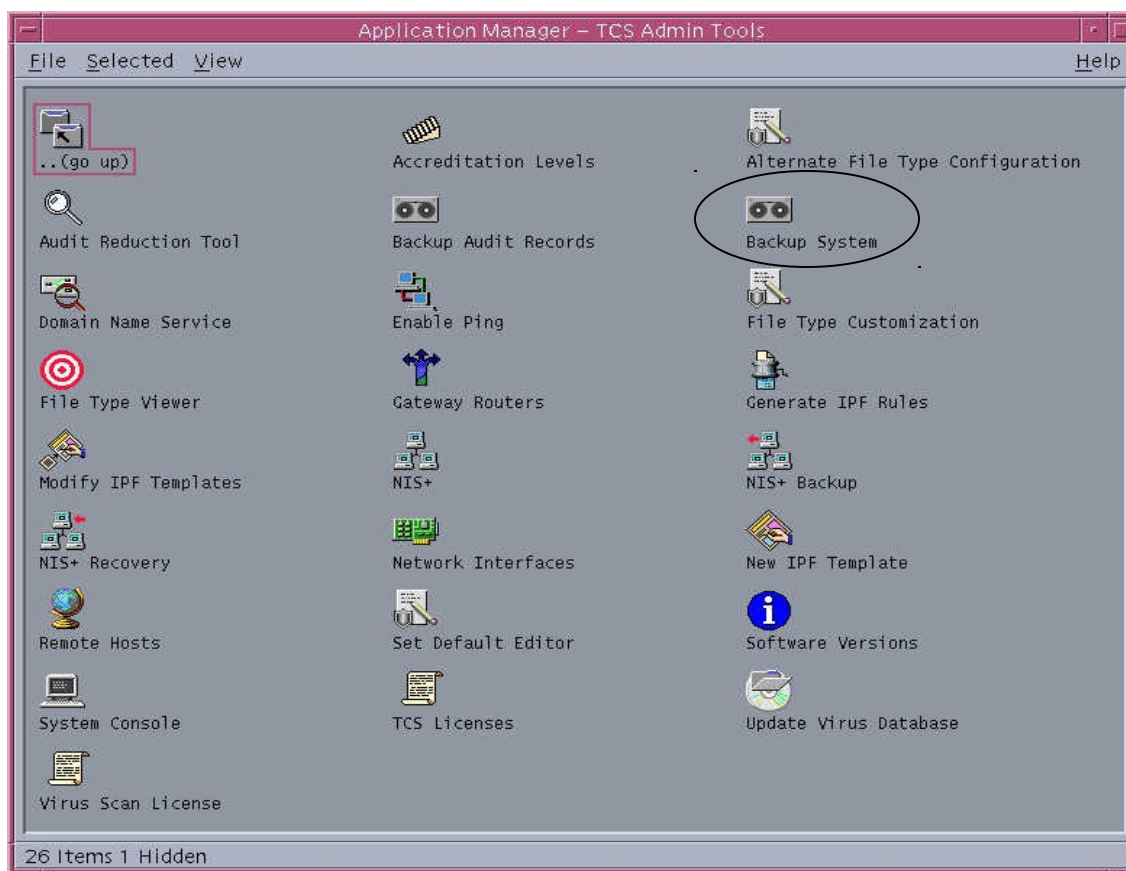 Application Manager – TCS Admin Tools
File Selected View Help
..(go up) Accreditation Levels Alternate File Type Configuration
Audit Reduction Tool Backup Audit Records Backup System
Domain Name Service Enable Ping File Type Customization
File Type Viewer Gateway Routers Generate IPF Rules
Modify IPF Templates NIS+ NIS+ Backup
NIS+ Recovery Network Interfaces New IPF Template
Remote Hosts Set Default Editor Software Versions
System Console TCS Licenses Update Virus Database
Virus Scan License
26 Items 1 Hidden